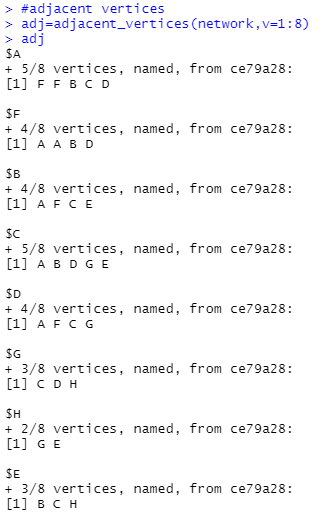 > #adjacent vertices
> adj=adjacent_vertices(network,v=1:8)
> adj
$A
+ 5/8 vertices, named, from ce79a28:
[1] F F B C D
$F
+ 4/8 vertices, named, from ce79a28:
[1] A A B D
$B
+ 4/8 vertices, named, from ce79a28:
[1] A F C E
$C
+ 5/8 vertices, named, from ce79a28:
[1] A B D G E
$D
+ 4/8 vertices, named, from ce79a28:
[1] A F C G
$G
+ 3/8 vertices, named, from ce79a28:
[1] C D H
$H
+ 2/8 vertices, named, from ce79a28:
[1] G E
$E
+ 3/8 vertices, named, from ce79a28:
[1] B C H